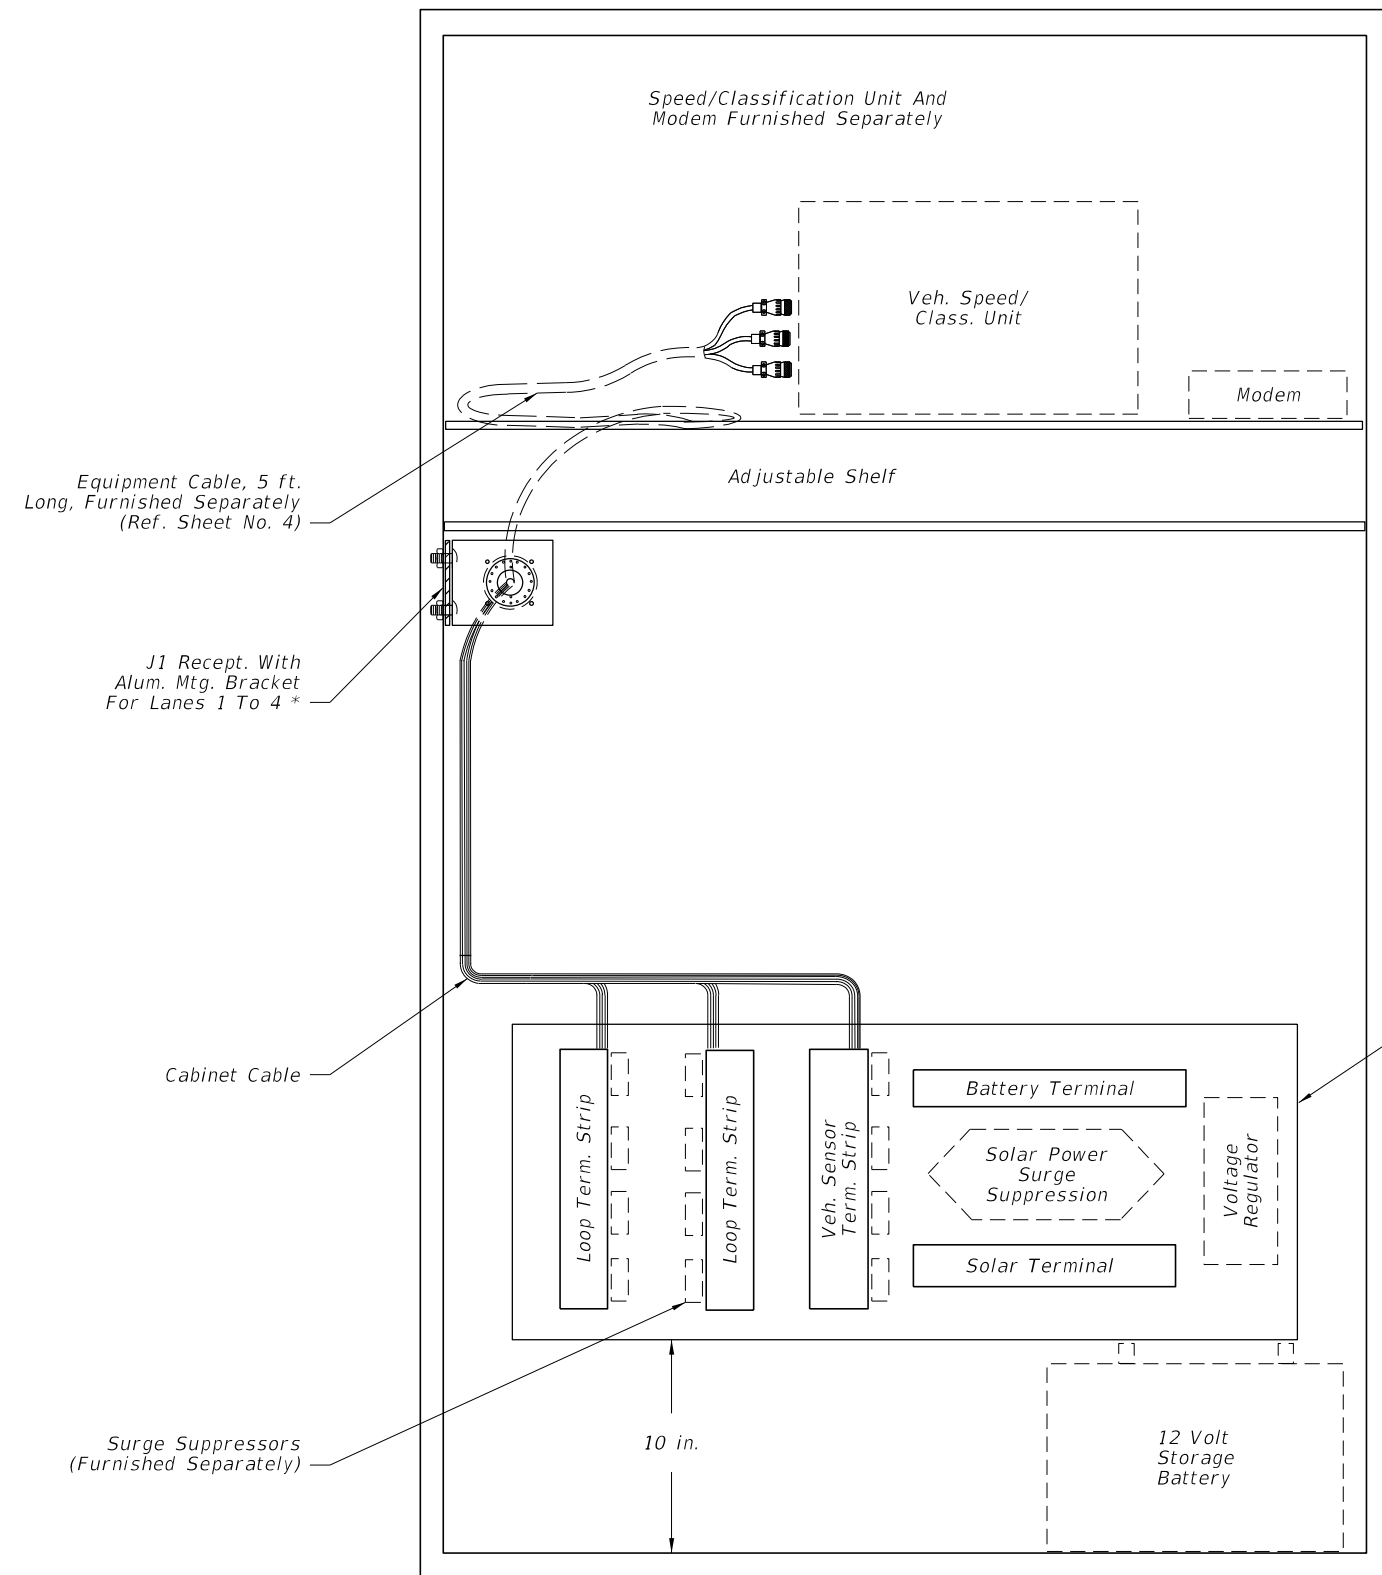 Speed/Classification Unit And
Modem Furnished Separately
Veh. Speed/
Class. Unit
Modem
Equipment Cable, 5 ft.
Long, Furnished Separately
(Ref. Sheet No. 4)
Adjustable Shelf
J1 Recept. With
Alum. Mtg. Bracket
For Lanes 1 To 4 *
Cabinet Cable
Loop Term. Strip
Loop Term. Strip
Veh. Sensor
Term. Strip
Battery Terminal
Solar Power
Surge
Suppression
Solar Terminal
Voltage
Regulator
Surge Suppressors
(Furnished Separately)
10 in.
12 Volt
Storage
Battery